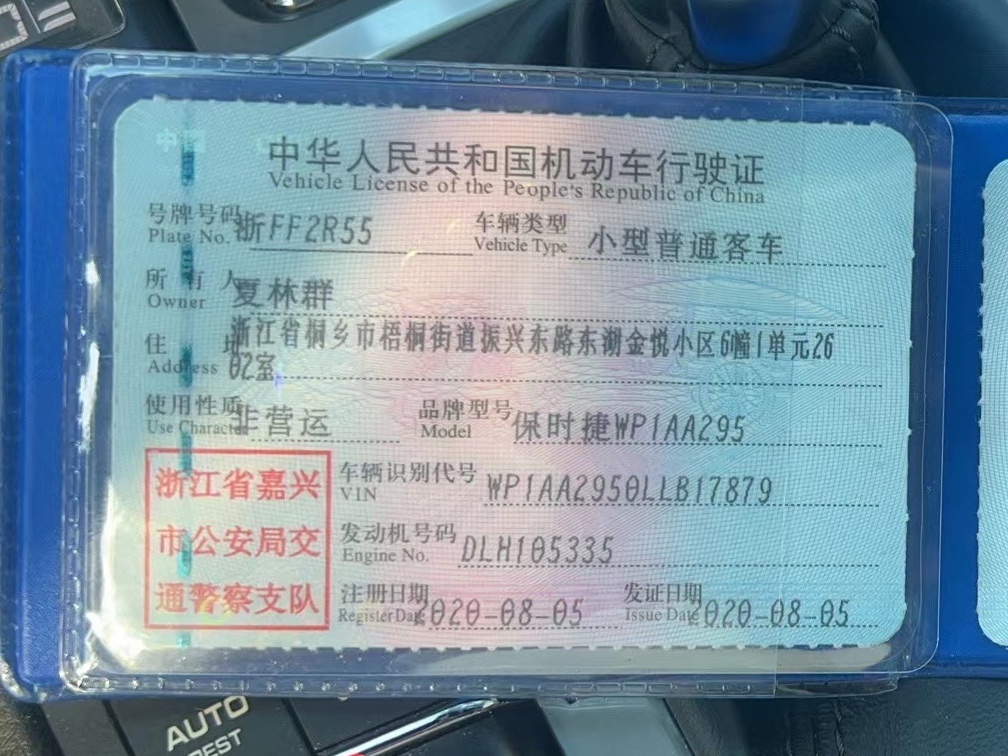 中国
中华人民共和国机动车行驶证
Vehicle License of the People's Republic of China
号牌号码 浙FF2R55 车辆类型 小型普通客车
Plate No. Vehicle Type
所有人 夏林群
Owner
住址 浙江省桐乡市梧桐街道振兴东路东湖金悦小区6幢1单元26
Address 02室
使用性质 非营运 品牌型号 保时捷WP1AA295
Use Character Model
浙江省嘉兴
市公安局交
通警察支队
车辆识别代号 WP1AA2950LLB17879
VIN
发动机号码 DLH105335
Engine No.
注册日期 2020-08-05 发证日期 2020-08-05
Register Date Issue Date
AUTO